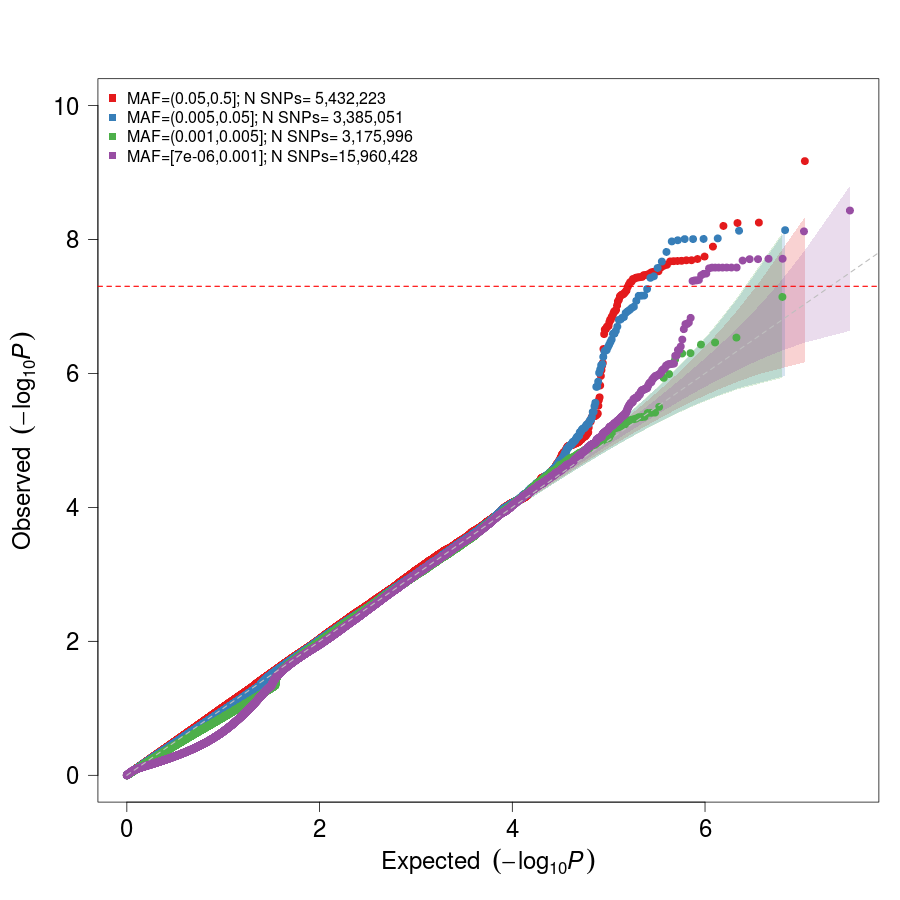 MAF=(0.05,0.5]; N SNPs= 5,432,223
MAF=(0.005,0.05]; N SNPs= 3,385,051
MAF=(0.001,0.005]; N SNPs= 3,175,996
MAF=[7e-06,0.001]; N SNPs=15,960,428
10
8
6
4
2
0
Observed (−log10P)
0 2 4 6
Expected (−log10P)